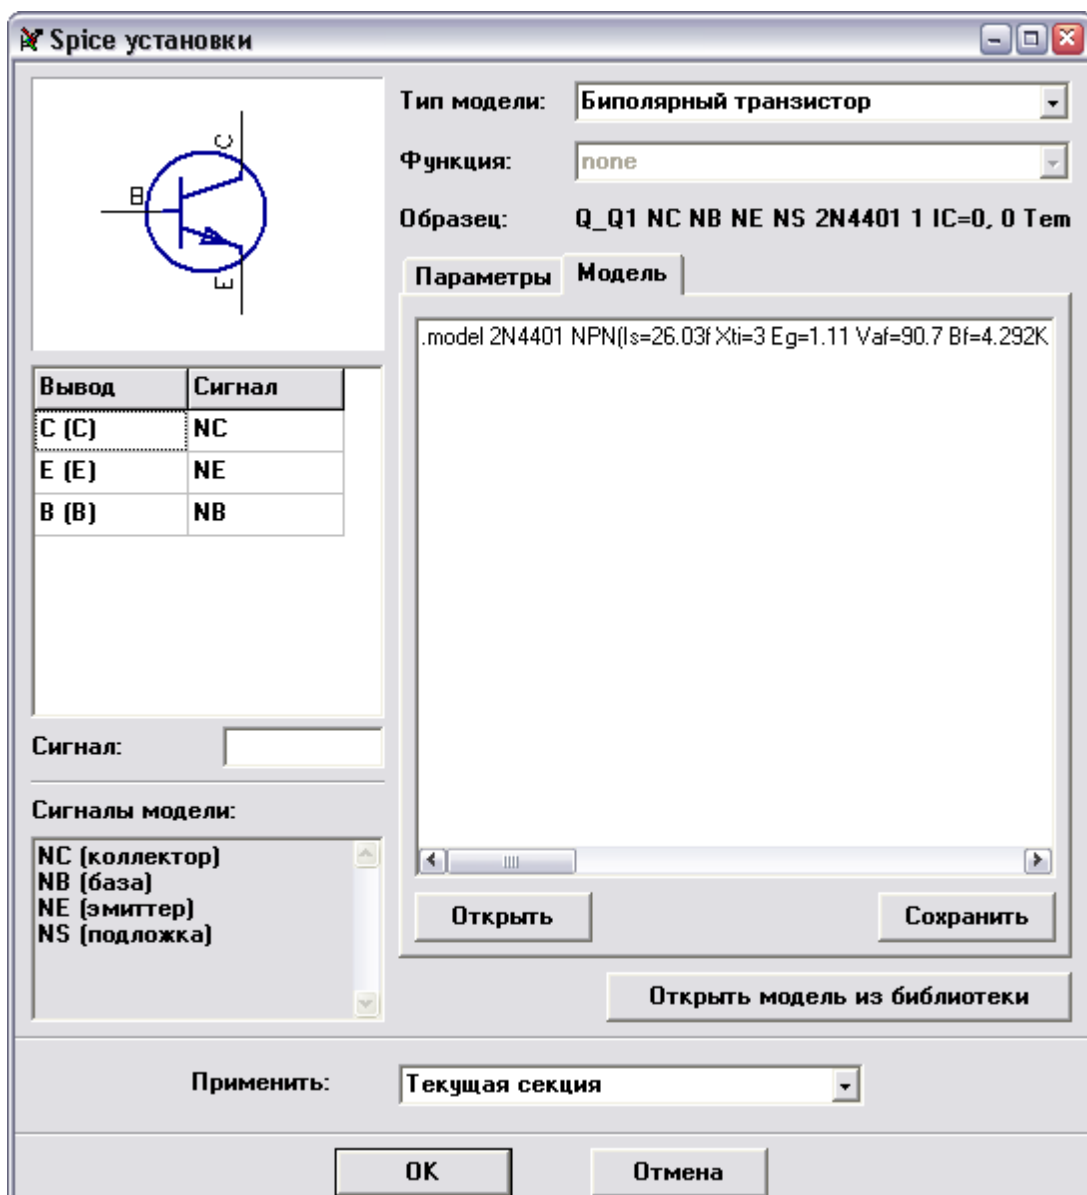 Spice установки
C
B
E
Тип модели: Биполярный транзистор
Функция: none
Образец: Q_Q1 NC NB NE NS 2N4401 1 IC=0, 0 Tem
Параметры Модель
.model 2N4401 NPN(Is=26.03f Xti=3 Eg=1.11 Vaf=90.7 Bf=4.292K
Вывод Сигнал
C (C) NC
E (E) NE
B (B) NB
Сигнал:
Сигналы модели:
NC (коллектор)
NB (база)
NE (эмиттер)
NS (подложка)
Открыть Сохранить
Открыть модель из библиотеки
Применить: Текущая секция
OK Отмена